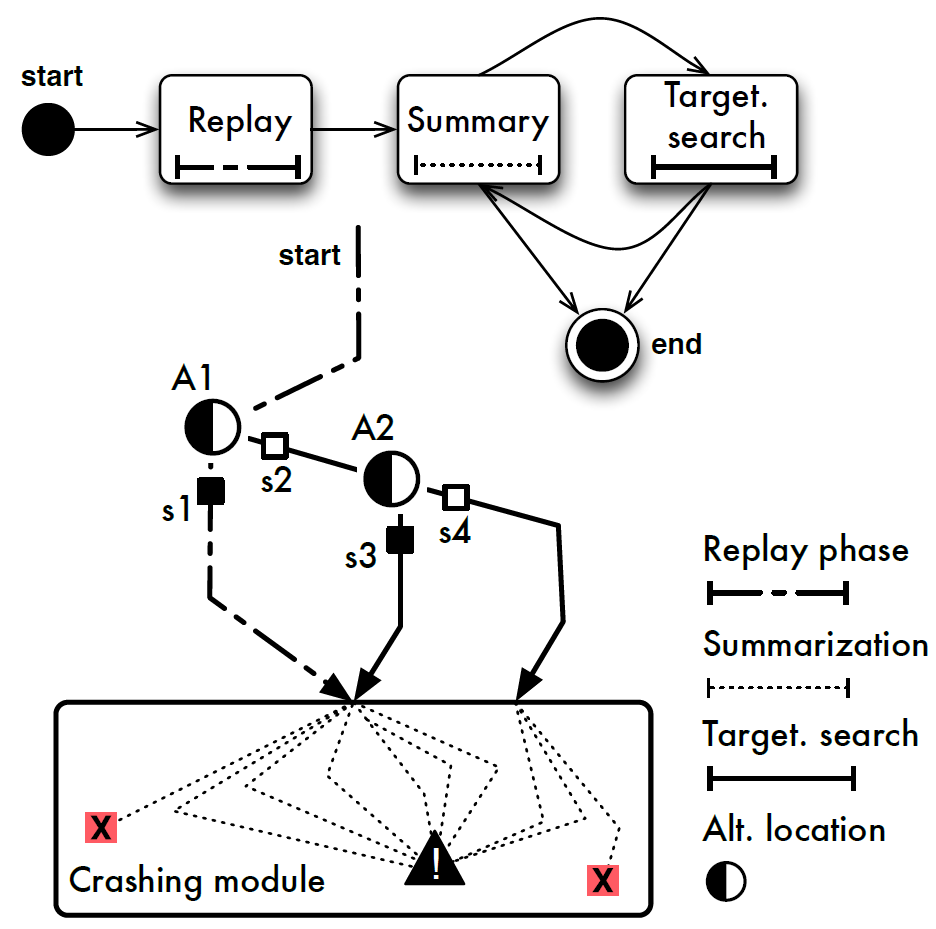 start
Replay
Summary
Target.
search
start
end
A1
A2
s2
s1
s4
s3
Replay phase
Summarization
Target. search
Alt. location
X
!
X
Crashing module